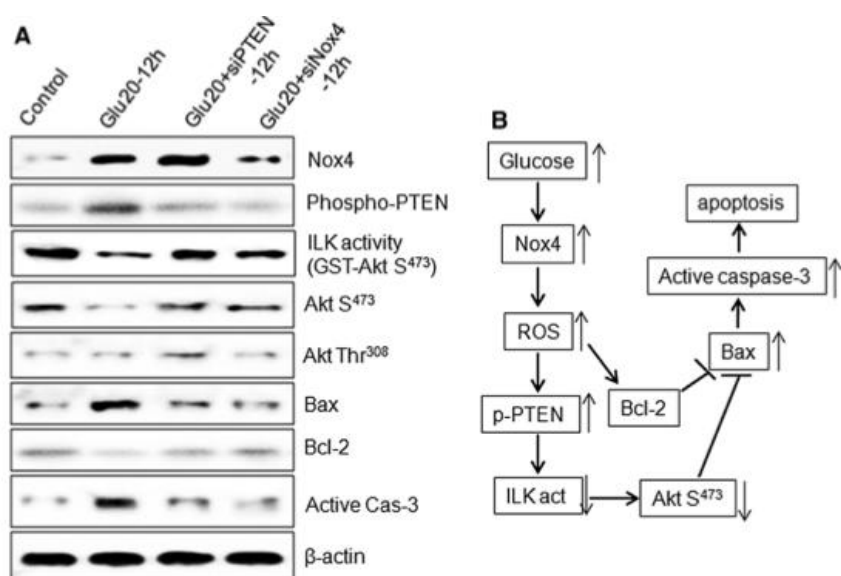 A
Control
Glu20-12h
Glu20+siPTEN
-12h
Glu20+siNox4
-12h
Nox4
Phospho-PTEN
ILK activity
(GST-Akt S⁴⁷³)
Akt S⁴⁷³
Akt Thr³⁰⁸
Bax
Bcl-2
Active Cas-3
β-actin
B
Glucose
Nox4
ROS
p-PTEN
ILK act
Akt S⁴⁷³
Bcl-2
Bax
Active caspase-3
apoptosis